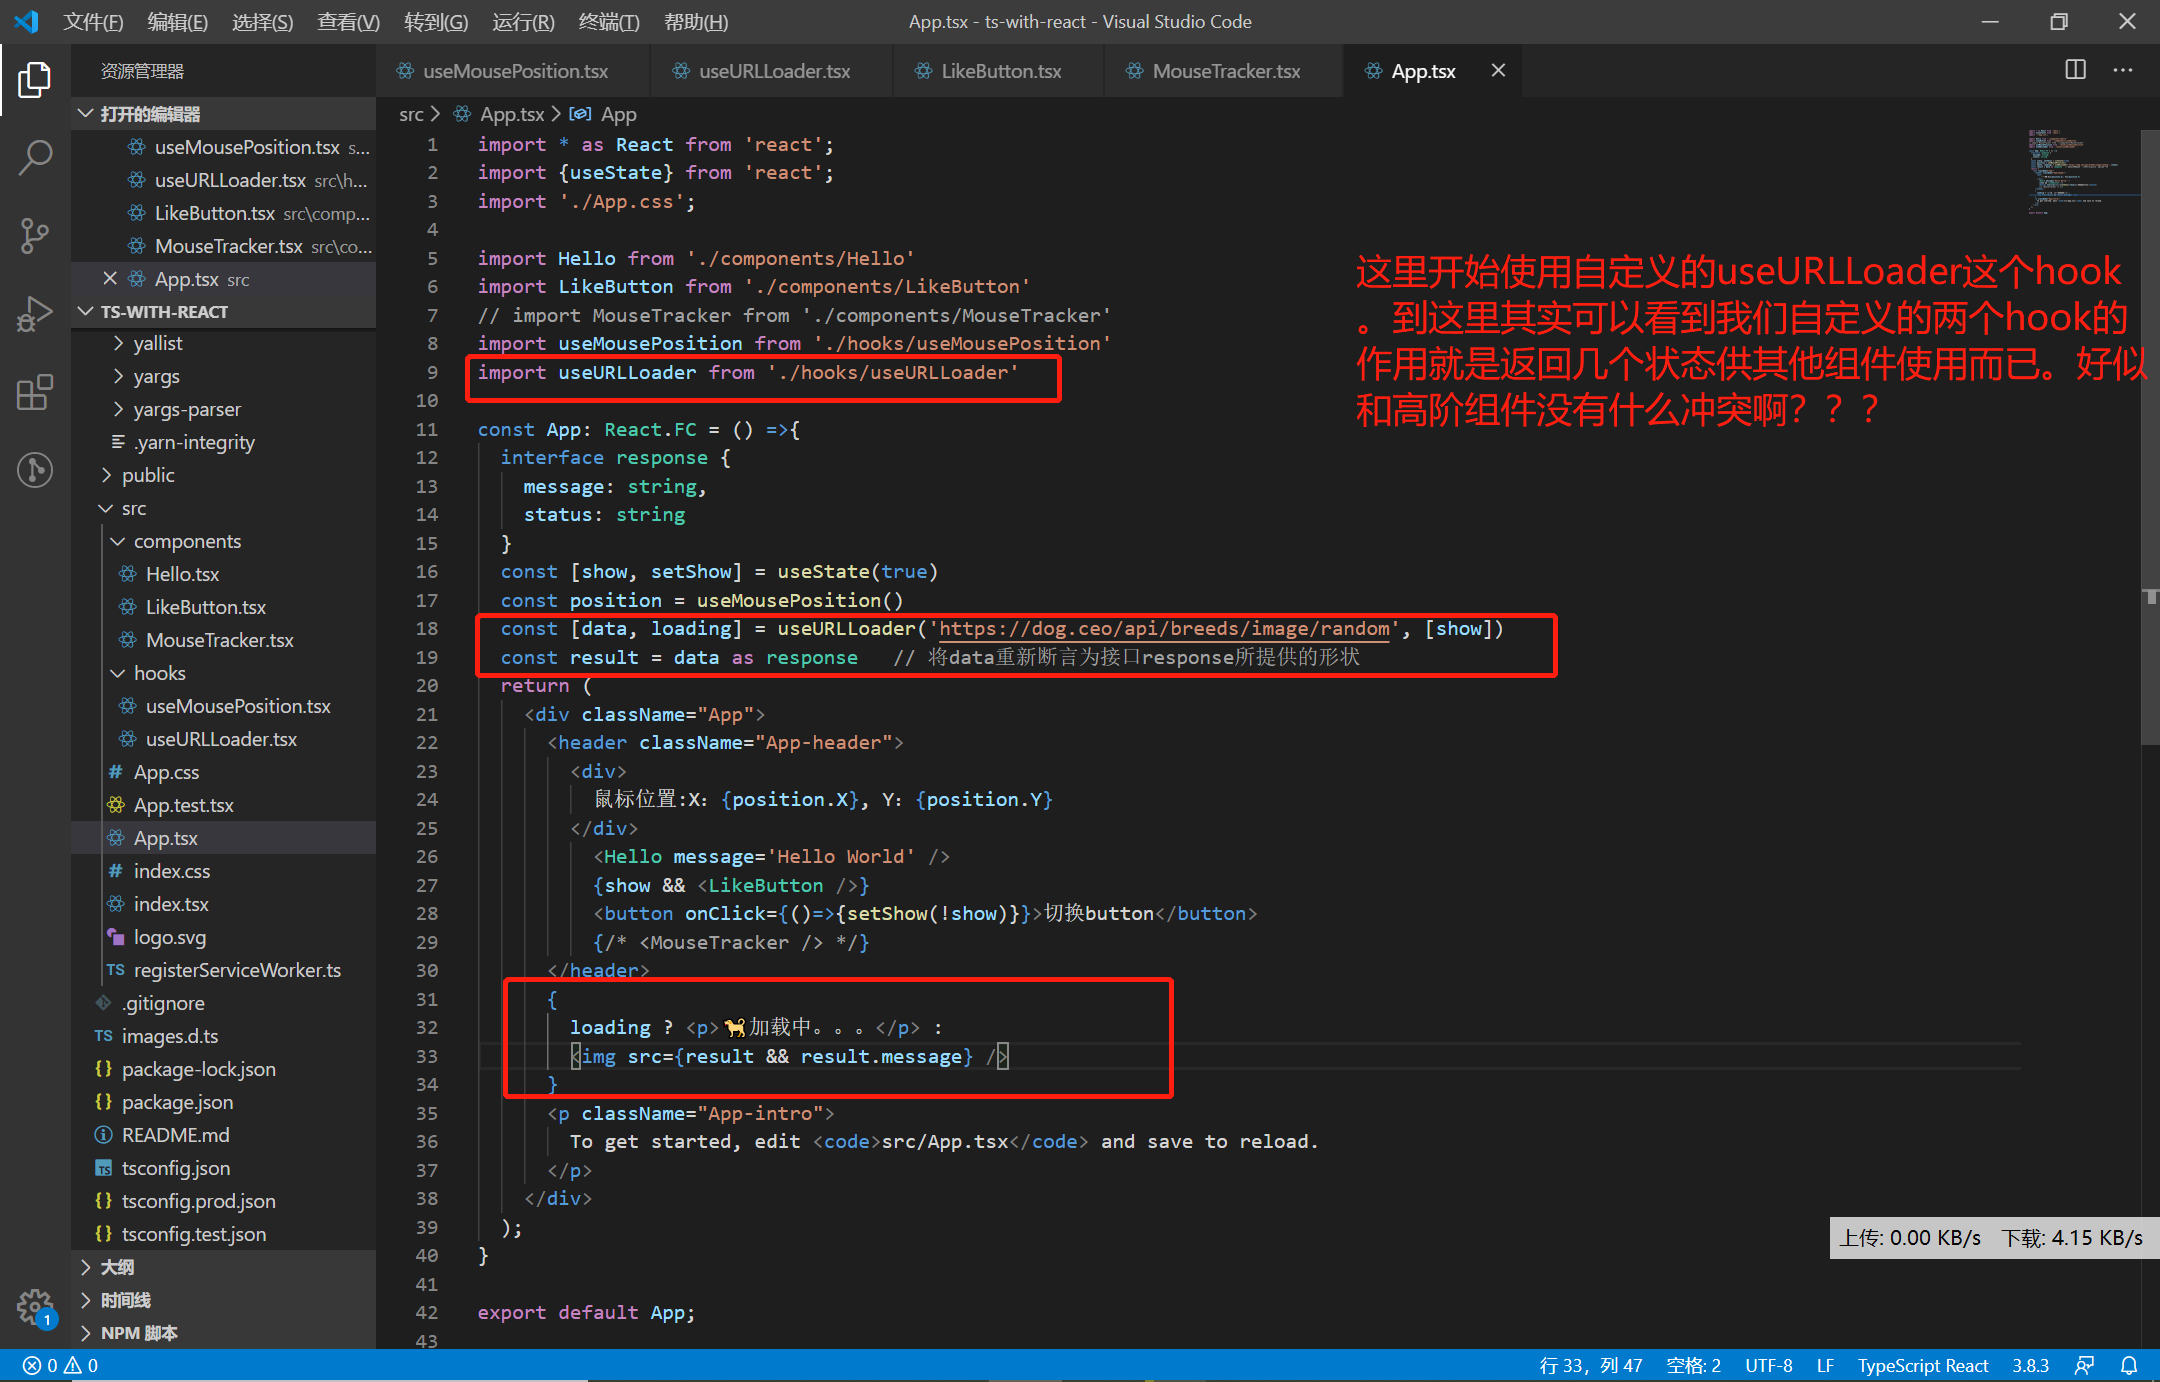 文件(F) 编辑(E) 选择(S) 查看(V) 转到(G) 运行(R) 终端(T) 帮助(H) App.tsx - ts-with-react - Visual Studio Code
资源管理器
打开的编辑器
useMousePosition.tsx s...
useURLLoader.tsx src\h...
LikeButton.tsx src\comp...
MouseTracker.tsx src\co...
App.tsx src
TS-WITH-REACT
yallist
yargs
yargs-parser
.yarn-integrity
public
src
components
Hello.tsx
LikeButton.tsx
MouseTracker.tsx
hooks
useMousePosition.tsx
useURLLoader.tsx
App.css
App.test.tsx
App.tsx
index.css
index.tsx
logo.svg
registerServiceWorker.ts
.gitignore
images.d.ts
package-lock.json
package.json
README.md
tsconfig.json
tsconfig.prod.json
tsconfig.test.json
大纲
时间线
NPM 脚本
useMousePosition.tsx useURLLoader.tsx LikeButton.tsx MouseTracker.tsx App.tsx
src > App.tsx > App
1 import * as React from 'react';
2 import {useState} from 'react';
3 import './App.css';
4
5 import Hello from './components/Hello'
6 import LikeButton from './components/LikeButton'
7 // import MouseTracker from './components/MouseTracker'
8 import useMousePosition from './hooks/useMousePosition'
9 import useURLLoader from './hooks/useURLLoader'
10
11 const App: React.FC = () =>{
12 interface response {
13 message: string,
14 status: string
15 }
16 const [show, setShow] = useState(true)
17 const position = useMousePosition()
18 const [data, loading] = useURLLoader('https://dog.ceo/api/breeds/image/random', [show])
19 const result = data as response // 将data重新断言为接口response所提供的形状
20 return (
21 <div className="App">
22 <header className="App-header">
23 <div>
24 鼠标位置:X: {position.X}, Y: {position.Y}
25 </div>
26 <Hello message='Hello World' />
27 {show && <LikeButton />}
28 <button onClick={()=>{setShow(!show)}}>切换button</button>
29 {/* <MouseTracker /> */}
30 </header>
31 {
32 loading ? <p>🐕加载中。。。</p> :
33 <img src={result && result.message} />
34 }
35 <p className="App-intro">
36 To get started, edit <code>src/App.tsx</code> and save to reload.
37 </p>
38 </div>
39 );
40 }
41
42 export default App;
43
这里开始使用自定义的useURLLoader这个hook
。到这里其实可以看到我们自定义的两个hook的
作用就是返回几个状态供其他组件使用而已。好似
和高阶组件没有什么冲突啊？？？
上传: 0.00 KB/s 下载: 4.15 KB/s
1
0 0 行 33，列 47 空格: 2 UTF-8 LF TypeScript React 3.8.3